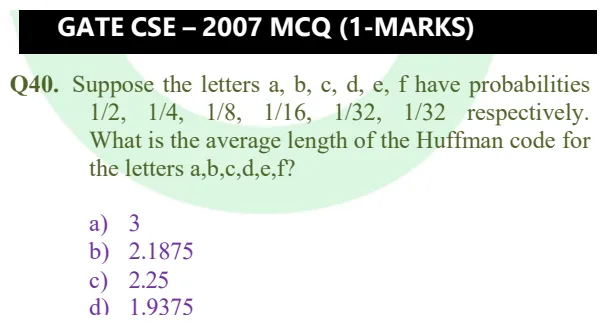 GATE CSE – 2007 MCQ (1-MARKS)
Q40. Suppose the letters a, b, c, d, e, f have probabilities
1/2, 1/4, 1/8, 1/16, 1/32, 1/32 respectively.
What is the average length of the Huffman code for
the letters a,b,c,d,e,f?
a) 3
b) 2.1875
c) 2.25
d) 1.9375